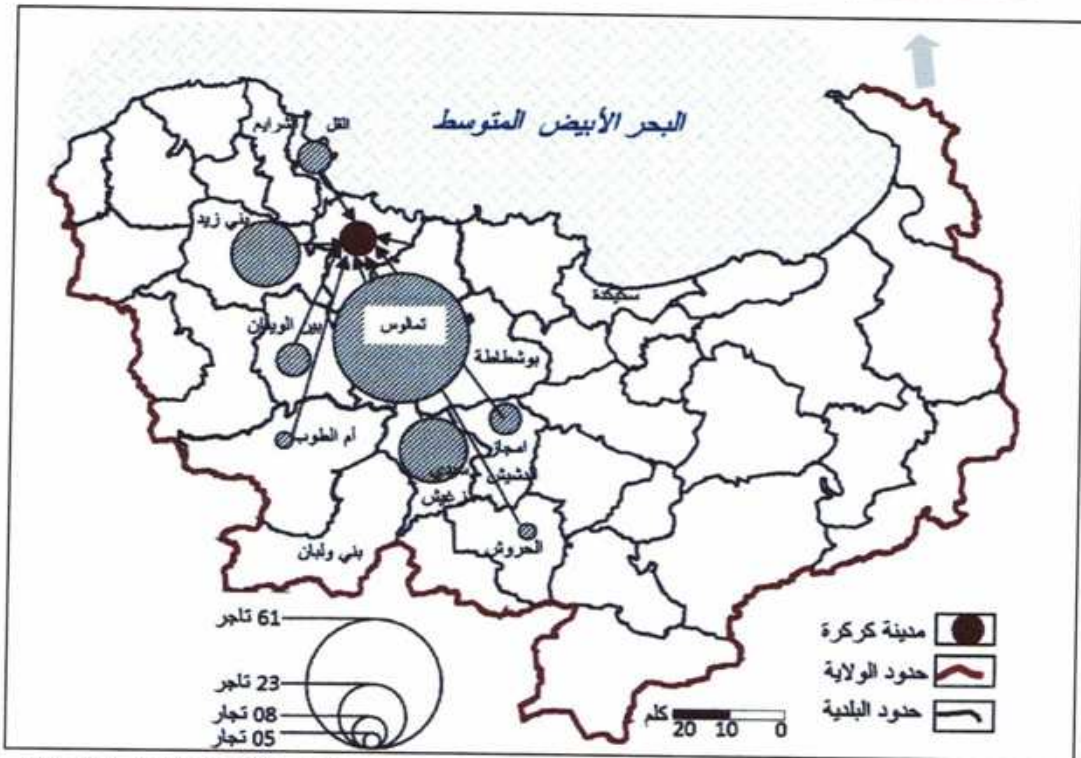 البحر الأبيض المتوسط
القل
الشرايع
بني زيد
سكيكدة
تمالوس
بين الويدان
بوشطاطة
أم الطوب
امجاز
الدشيش
الحروش
بني ولبان
61 تاجر
23 تاجر
08 تجار
05 تجار
كلم
20 10 0
مدينة كركرة
حدود الولاية
حدود البلدية